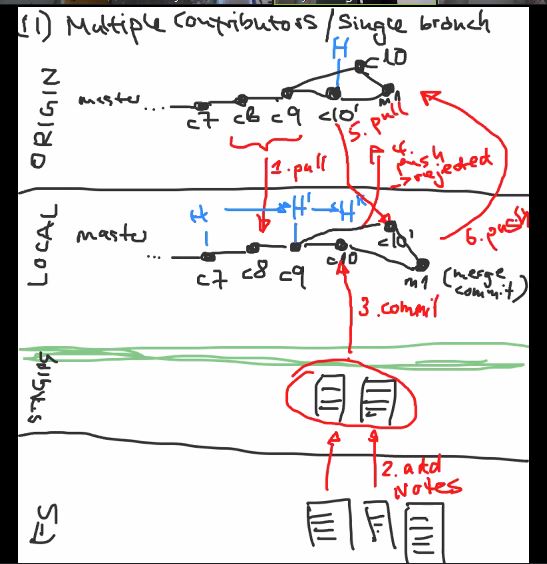 (1) Multiple Contributors / Single branch
H
c10
ORIGIN
master ...
c7 c8 c9 c10' m1
5. pull
4. push
→ rejected
1. pull
6. push
LOCAL
H H' H"
master ...
c10'
c7 c8 c9 c10
m1 (merge
commit)
3. commit
STAGING
2. add
Notes
FS